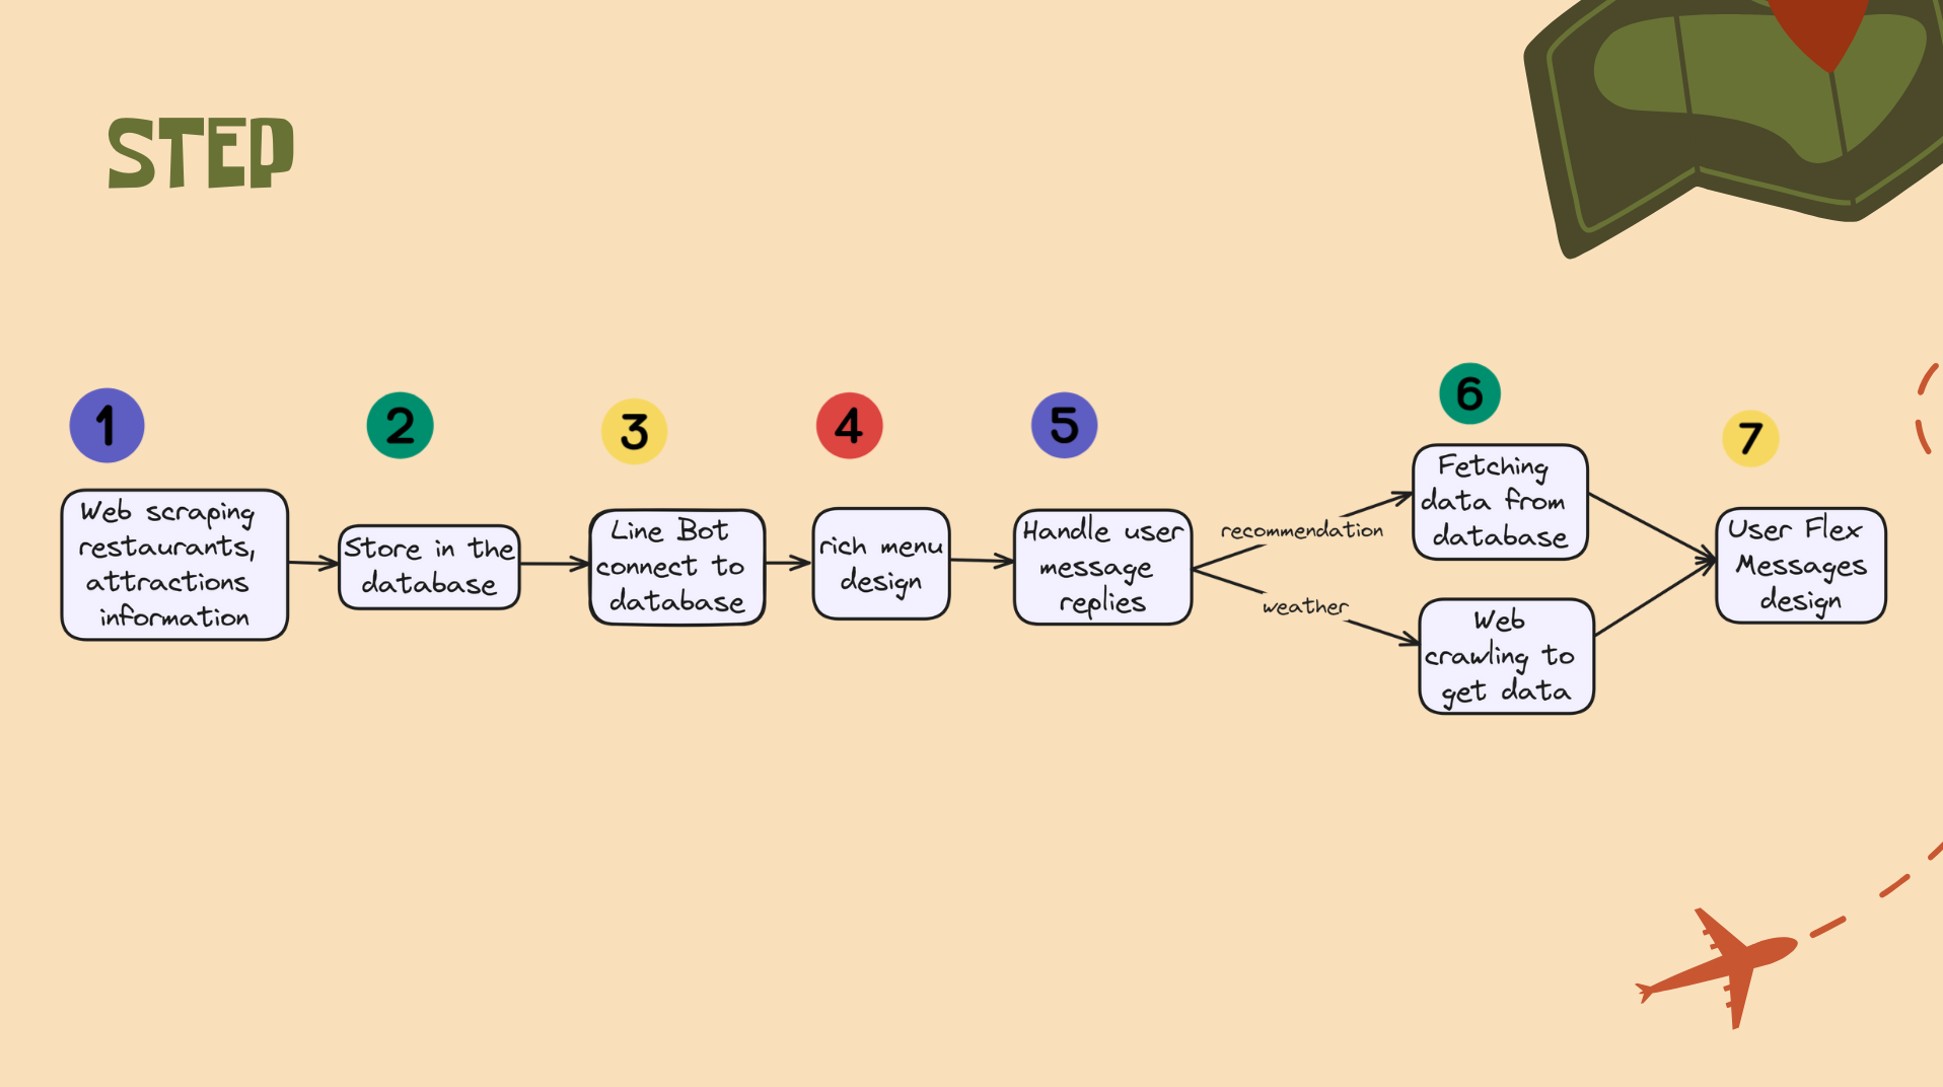 STEP
1
Web scraping
restaurants,
attractions
information
2
Store in the
database
3
Line Bot
connect to
database
4
rich menu
design
5
Handle user
message
replies
recommendation
weather
6
Fetching
data from
database
Web
crawling to
get data
7
User Flex
Messages
design